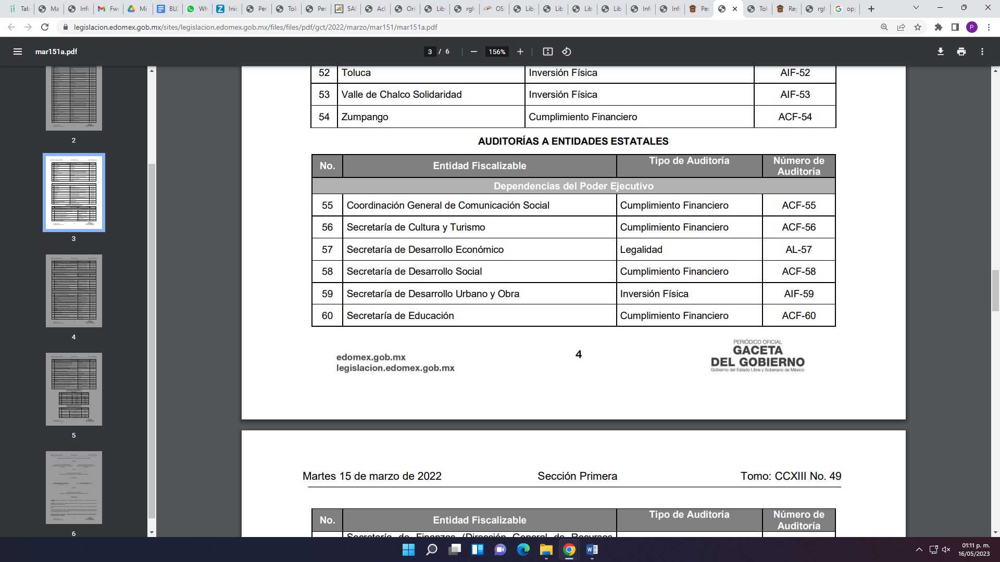 Tab
Ma
Info
Fwd
Mi
BLO
Wh
Inic
Per
Tolu
Per
SAF
Acl
Ori
Lib
rglv
OSF
Lib
Lib
Lib
Lib
Info
Info
Per
Tol
Reg
rglv
opp
legislacion.edomex.gob.mx/sites/legislacion.edomex.gob.mx/files/files/pdf/gct/2022/marzo/mar151/mar151a.pdf
P
mar151a.pdf
3 / 6
156%
2
3
4
5
6
52 Toluca Inversión Física AIF-52
53 Valle de Chalco Solidaridad Inversión Física AIF-53
54 Zumpango Cumplimiento Financiero ACF-54
AUDITORÍAS A ENTIDADES ESTATALES
No. Entidad Fiscalizable Tipo de Auditoría Número de Auditoría
Dependencias del Poder Ejecutivo
55 Coordinación General de Comunicación Social Cumplimiento Financiero ACF-55
56 Secretaría de Cultura y Turismo Cumplimiento Financiero ACF-56
57 Secretaría de Desarrollo Económico Legalidad AL-57
58 Secretaría de Desarrollo Social Cumplimiento Financiero ACF-58
59 Secretaría de Desarrollo Urbano y Obra Inversión Física AIF-59
60 Secretaría de Educación Cumplimiento Financiero ACF-60
edomex.gob.mx
legislacion.edomex.gob.mx
4
PERIÓDICO OFICIAL
GACETA
DEL GOBIERNO
Gobierno del Estado Libre y Soberano de México
Martes 15 de marzo de 2022 Sección Primera Tomo: CCXIII No. 49
No. Entidad Fiscalizable Tipo de Auditoría Número de Auditoría
Secretaría de Finanzas (Dirección General de Recursos
01:11 p. m.
16/05/2023